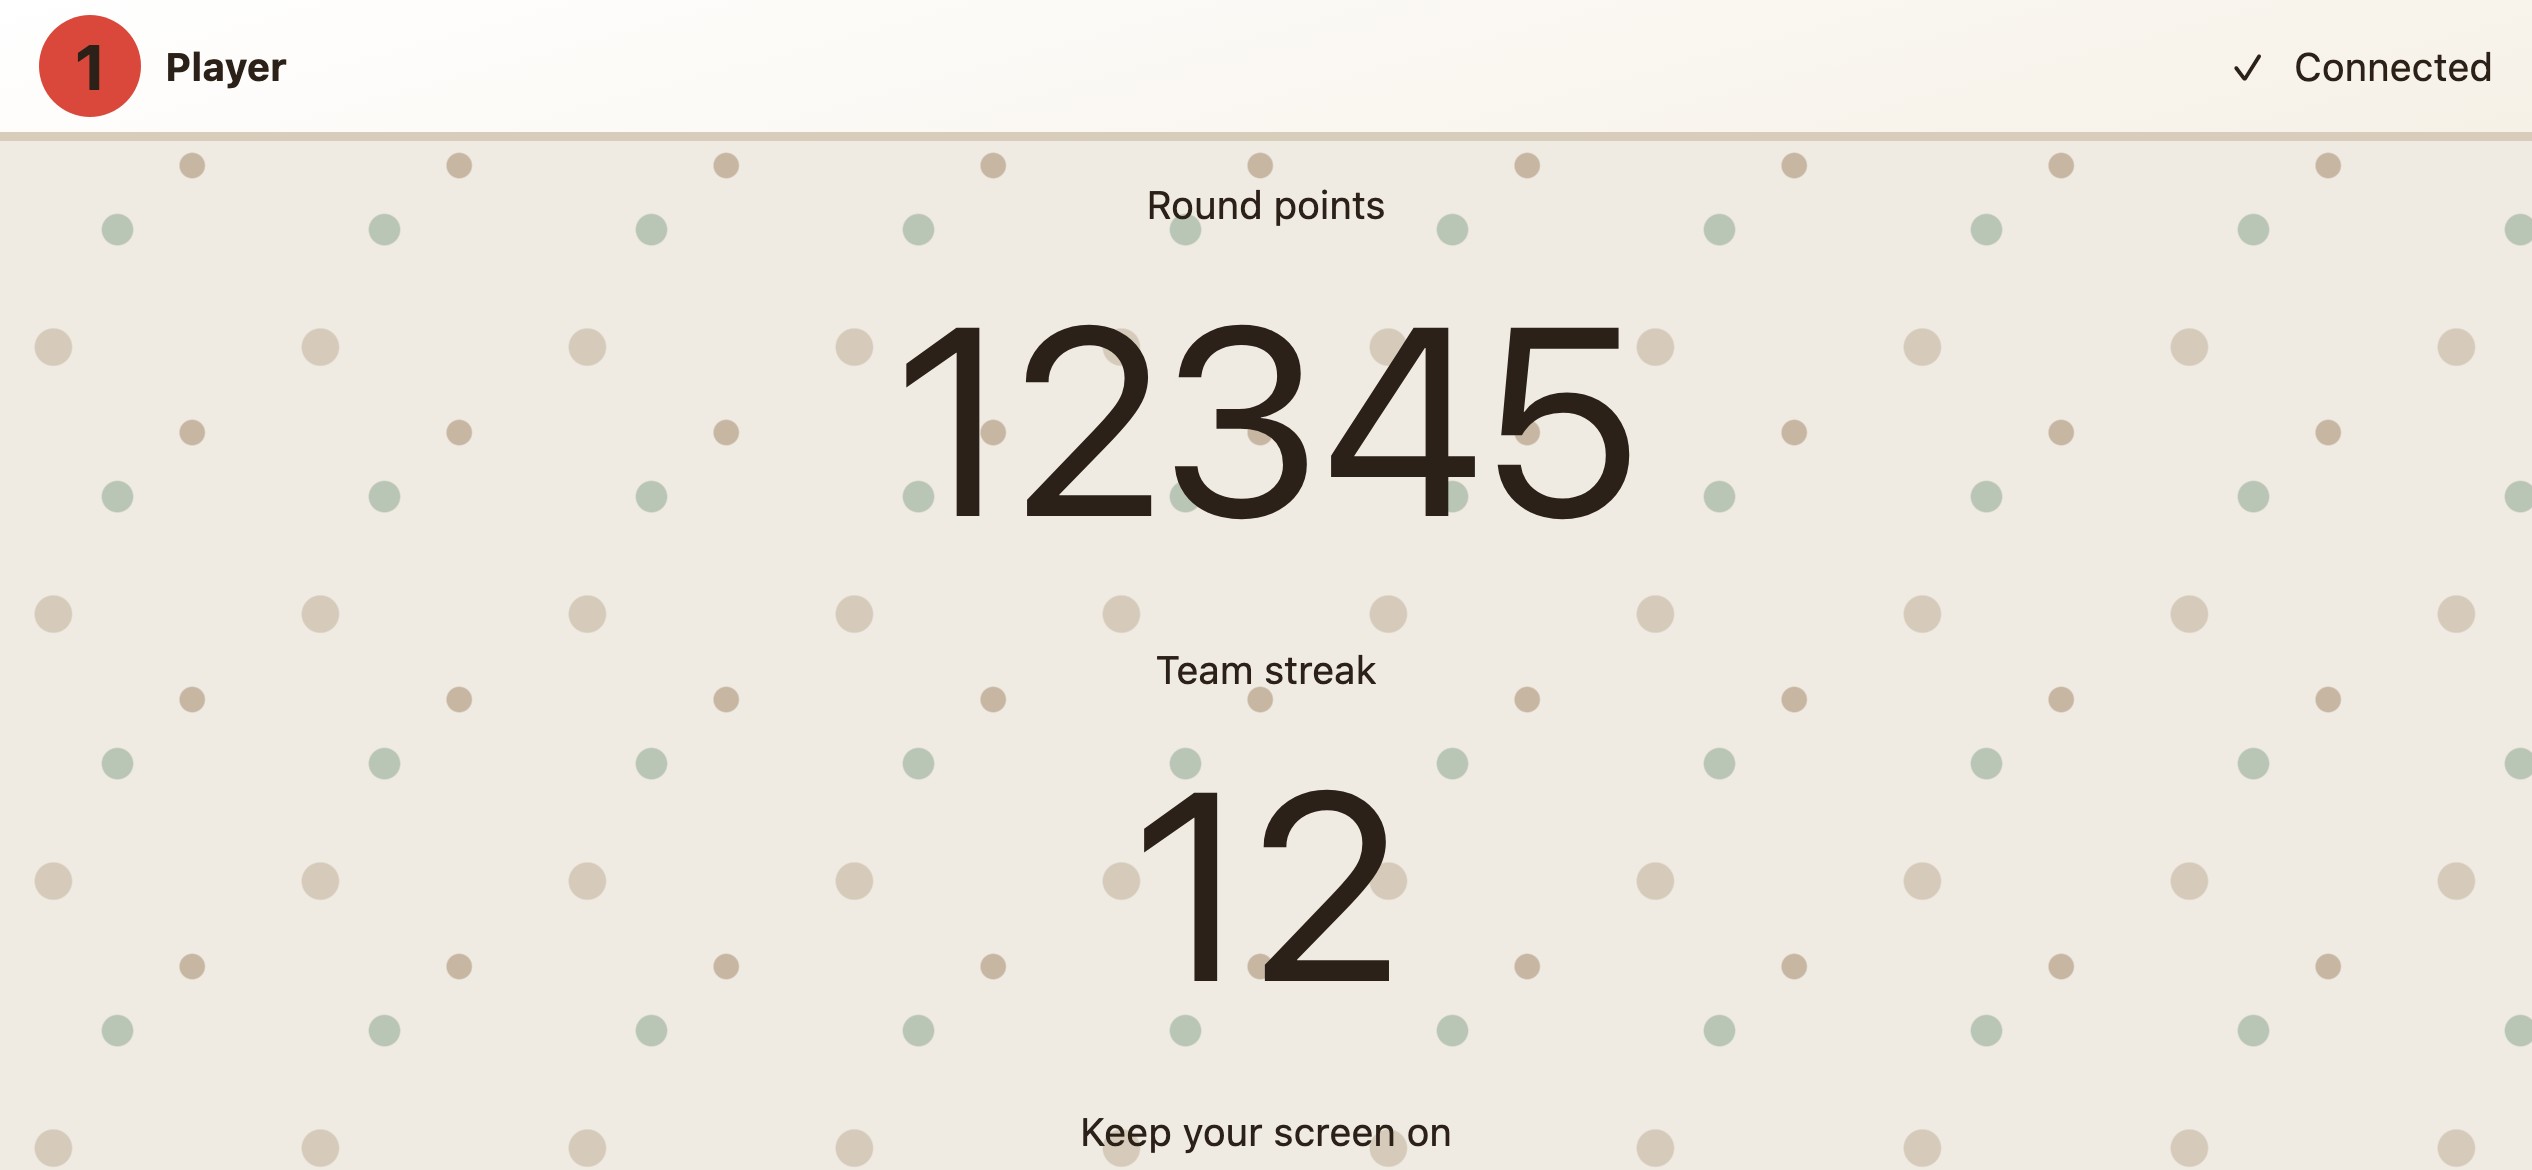 1 Player
✓ Connected
Round points
12345
Team streak
12
Keep your screen on